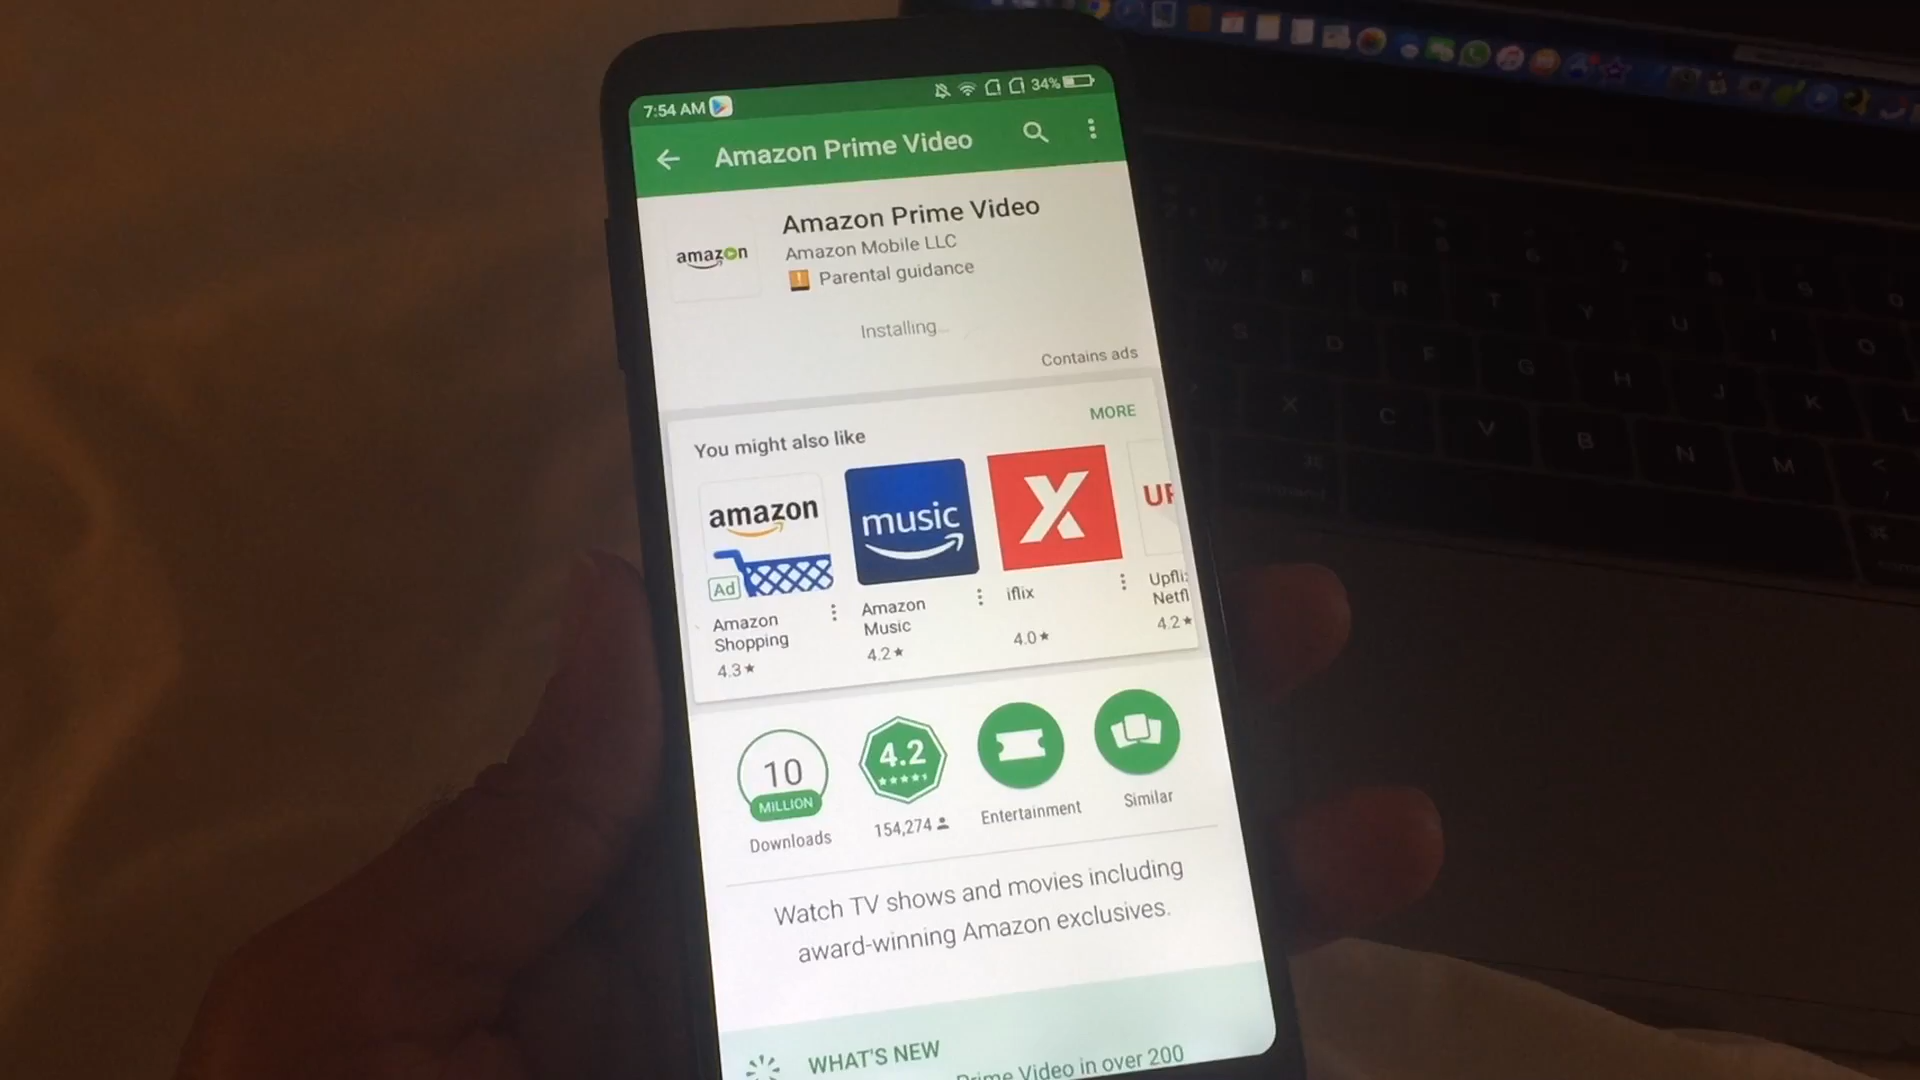 7:54 AM
34%
Amazon Prime Video
amazon
Amazon Prime Video
Amazon Mobile LLC
Parental guidance
Installing...
Contains ads
You might also like
MORE
amazon
Ad
music
Amazon
Shopping
4.3★
Amazon
Music
4.2★
iflix
4.0★
Netfl
4.2★
10
MILLION
Downloads
4.2
154,274
Entertainment
Similar
Watch TV shows and movies including
award-winning Amazon exclusives.
WHAT'S NEW
Prime Video in over 200
W
E
R
T
Y
U
I
O
S
D
F
G
H
J
K
L
X
C
V
B
N
M
command